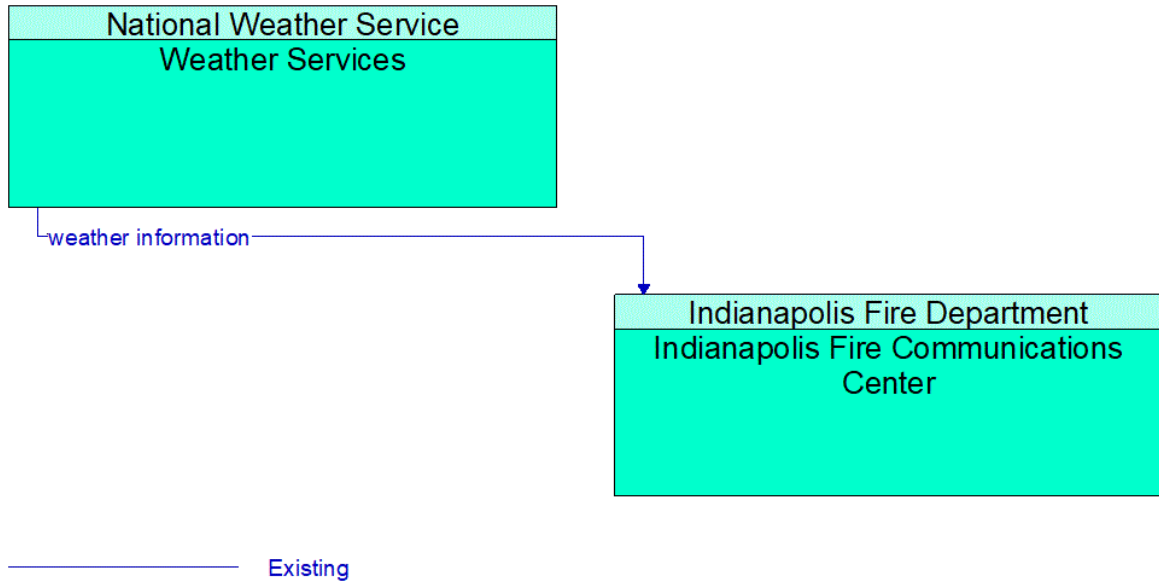 National Weather Service
Weather Services
weather information
Indianapolis Fire Department
Indianapolis Fire Communications
Center
Existing